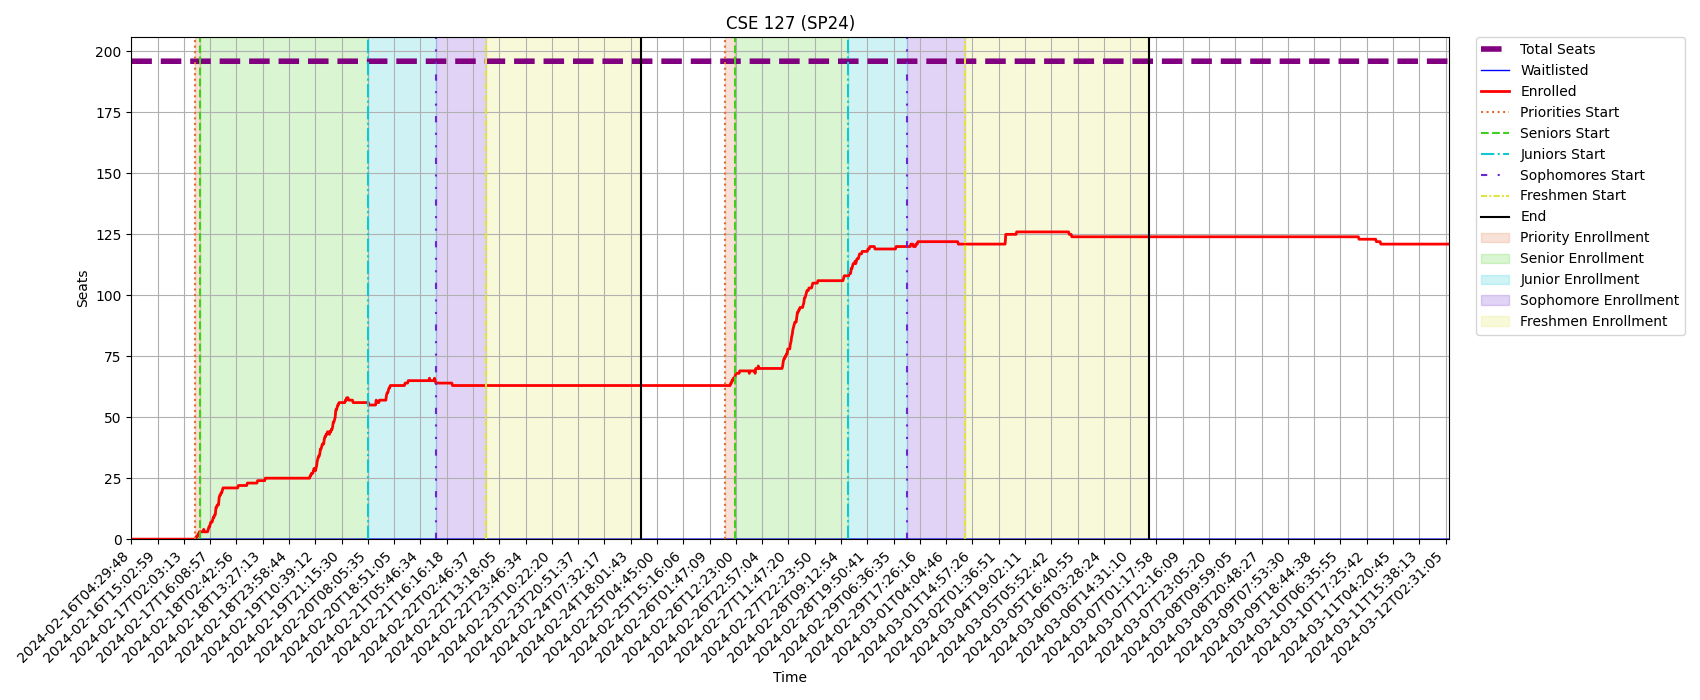 CSE 127 (SP24)
Seats
200
175
150
125
100
75
50
25
0
2024-02-16T04:29:48
2024-02-16T15:02:59
2024-02-17T02:03:13
2024-02-17T16:08:57
2024-02-18T02:42:56
2024-02-18T13:27:13
2024-02-18T23:58:44
2024-02-19T10:39:12
2024-02-19T21:15:30
2024-02-20T08:05:35
2024-02-20T18:51:05
2024-02-21T05:46:34
2024-02-21T16:16:18
2024-02-22T02:46:37
2024-02-22T13:18:05
2024-02-22T23:46:34
2024-02-23T10:22:20
2024-02-23T20:51:37
2024-02-24T07:32:17
2024-02-24T18:01:43
2024-02-25T04:45:00
2024-02-25T15:16:06
2024-02-26T01:47:09
2024-02-26T12:23:00
2024-02-26T22:57:04
2024-02-27T11:47:20
2024-02-27T22:23:50
2024-02-28T09:12:54
2024-02-28T19:50:41
2024-02-29T06:36:35
2024-02-29T17:26:16
2024-03-01T04:04:46
2024-03-01T14:57:26
2024-03-02T01:36:51
2024-03-04T19:02:11
2024-03-05T05:52:42
2024-03-05T16:40:55
2024-03-06T03:28:24
2024-03-06T14:31:10
2024-03-07T01:17:58
2024-03-07T12:16:09
2024-03-07T23:05:20
2024-03-08T09:59:05
2024-03-08T20:48:27
2024-03-09T07:53:30
2024-03-09T18:44:38
2024-03-10T06:35:55
2024-03-10T17:25:42
2024-03-11T04:20:45
2024-03-11T15:38:13
2024-03-12T02:31:05
Time
Total Seats
Waitlisted
Enrolled
Priorities Start
Seniors Start
Juniors Start
Sophomores Start
Freshmen Start
End
Priority Enrollment
Senior Enrollment
Junior Enrollment
Sophomore Enrollment
Freshmen Enrollment